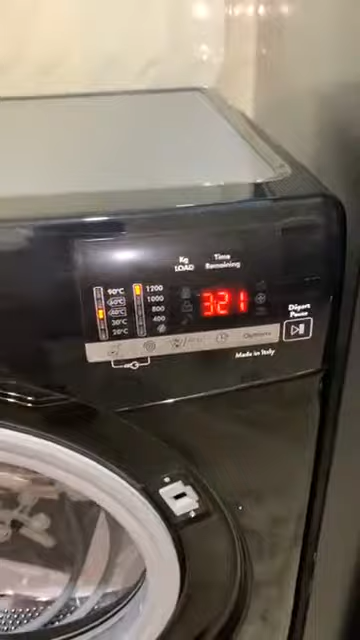 Kg
LOAD
Time
Remaining
90°C
60°C
40°C
30°C
20°C
1200
1000
800
400
3:21
Départ
Pause
Options
Made in Italy